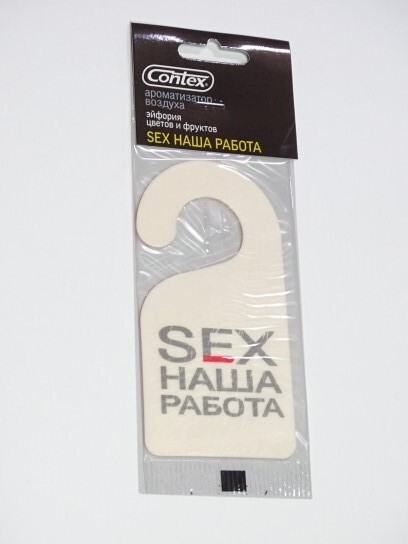 Contex®
ароматизатор
воздуха
эйфория
цветов и фруктов
SEX НАША РАБОТА
SEX
НАША
РАБОТА